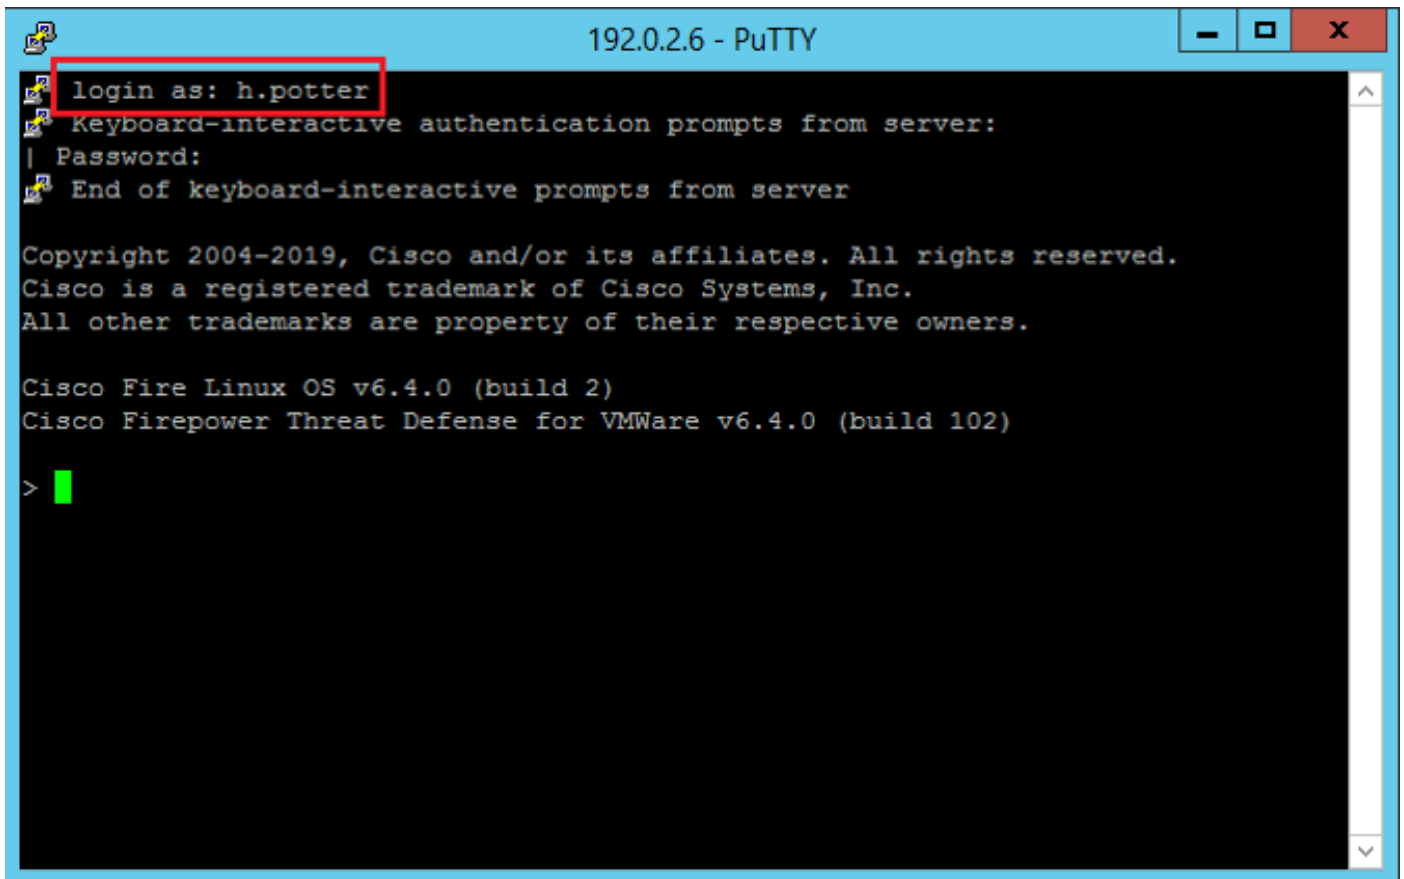 192.0.2.6 - PuTTY
login as: h.potter
Keyboard-interactive authentication prompts from server:
| Password:
End of keyboard-interactive prompts from server
Copyright 2004-2019, Cisco and/or its affiliates. All rights reserved.
Cisco is a registered trademark of Cisco Systems, Inc.
All other trademarks are property of their respective owners.
Cisco Fire Linux OS v6.4.0 (build 2)
Cisco Firepower Threat Defense for VMWare v6.4.0 (build 102)
>